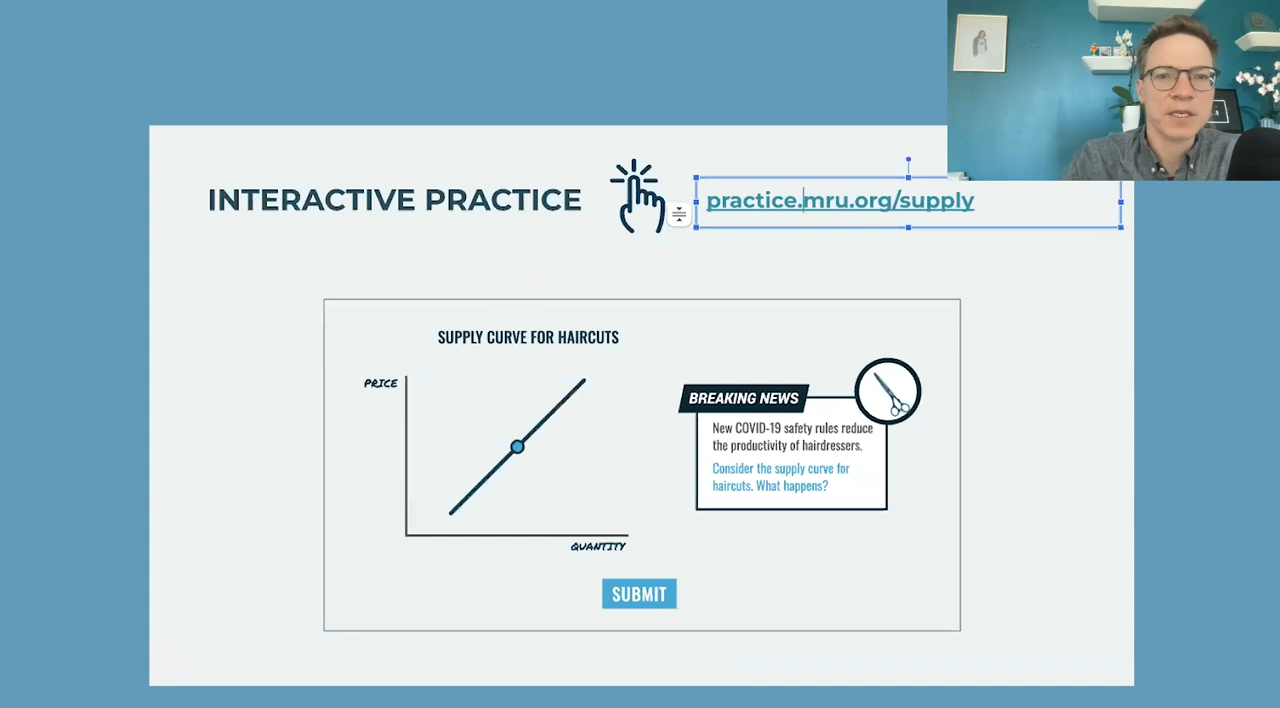 INTERACTIVE PRACTICE
practice.mru.org/supply
SUPPLY CURVE FOR HAIRCUTS
PRICE
QUANTITY
BREAKING NEWS
New COVID-19 safety rules reduce
the productivity of hairdressers.
Consider the supply curve for
haircuts. What happens?
SUBMIT